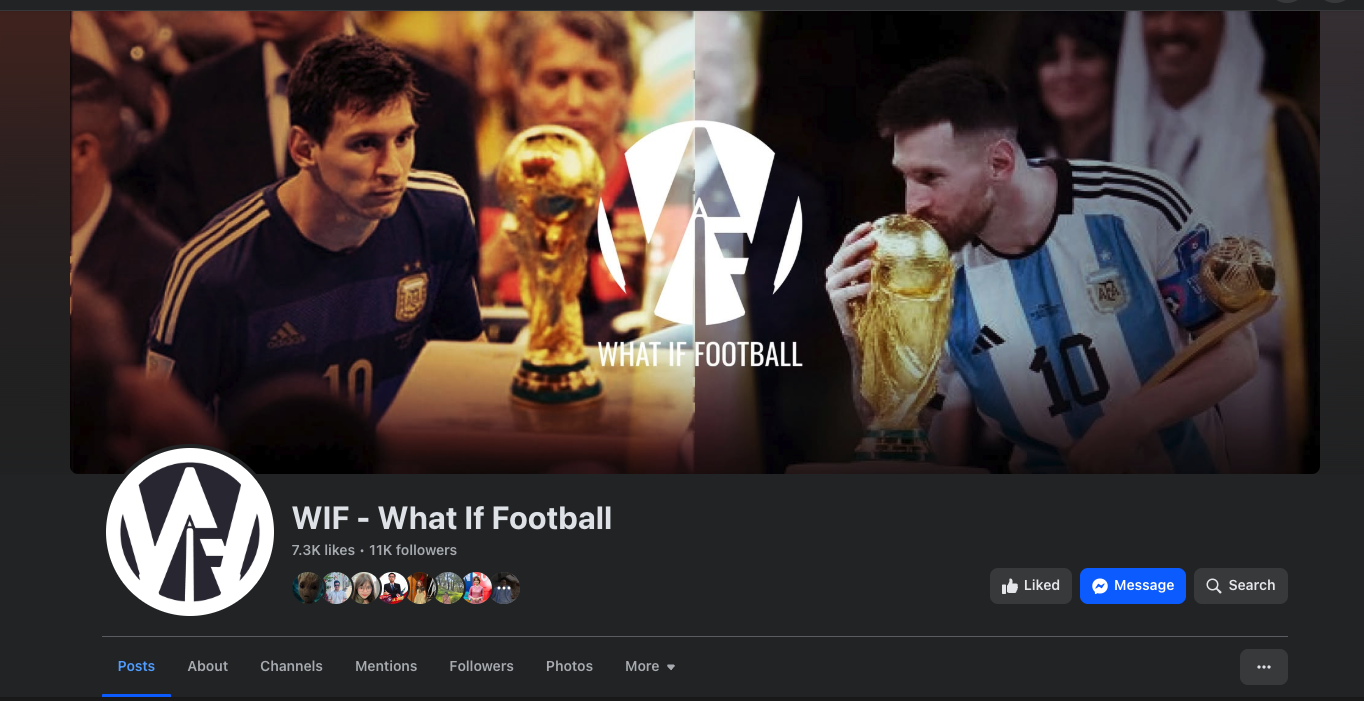 WHAT IF FOOTBALL
10
10
WIF
WIF - What If Football
7.3K likes · 11K followers
Liked
Message
Search
Posts
About
Channels
Mentions
Followers
Photos
More